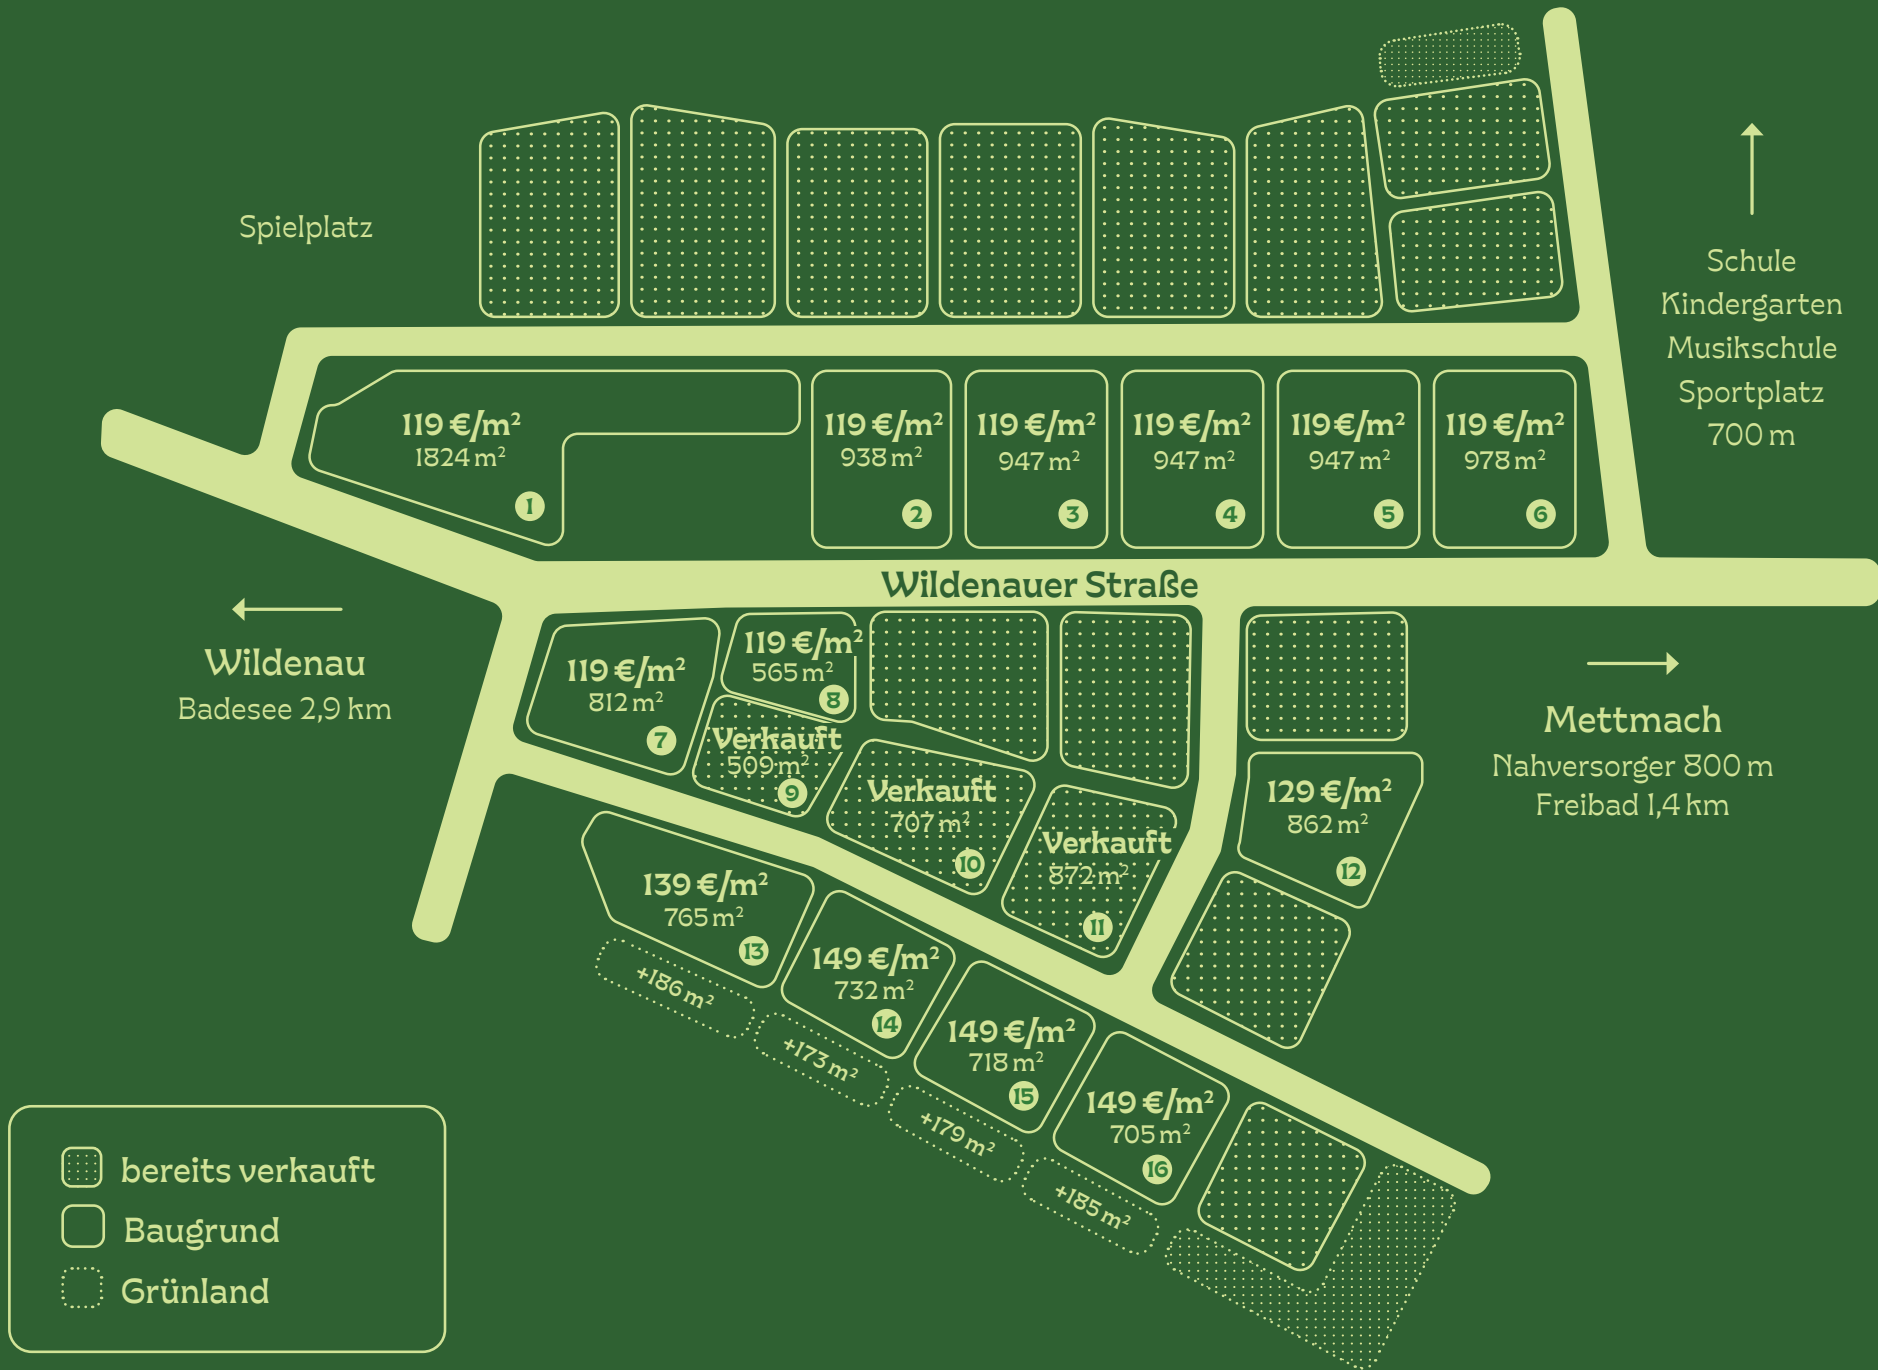 Spielplatz
Schule
Kindergarten
Musikschule
Sportplatz
700 m
119 €/m²
1824 m²
1
119 €/m²
938 m²
2
119 €/m²
947 m²
3
119 €/m²
947 m²
4
119 €/m²
947 m²
5
119 €/m²
978 m²
6
Wildenauer Straße
Wildenau
Badesee 2,9 km
119 €/m²
812 m²
7
119 €/m²
565 m²
8
Verkauft
509 m²
9
Verkauft
707 m²
10
Verkauft
872 m²
11
129 €/m²
862 m²
12
Mettmach
Nahversorger 800 m
Freibad 1,4 km
139 €/m²
765 m²
13
+186 m²
149 €/m²
732 m²
14
+173 m²
149 €/m²
718 m²
15
+179 m²
149 €/m²
705 m²
16
+185 m²
bereits verkauft
Baugrund
Grünland